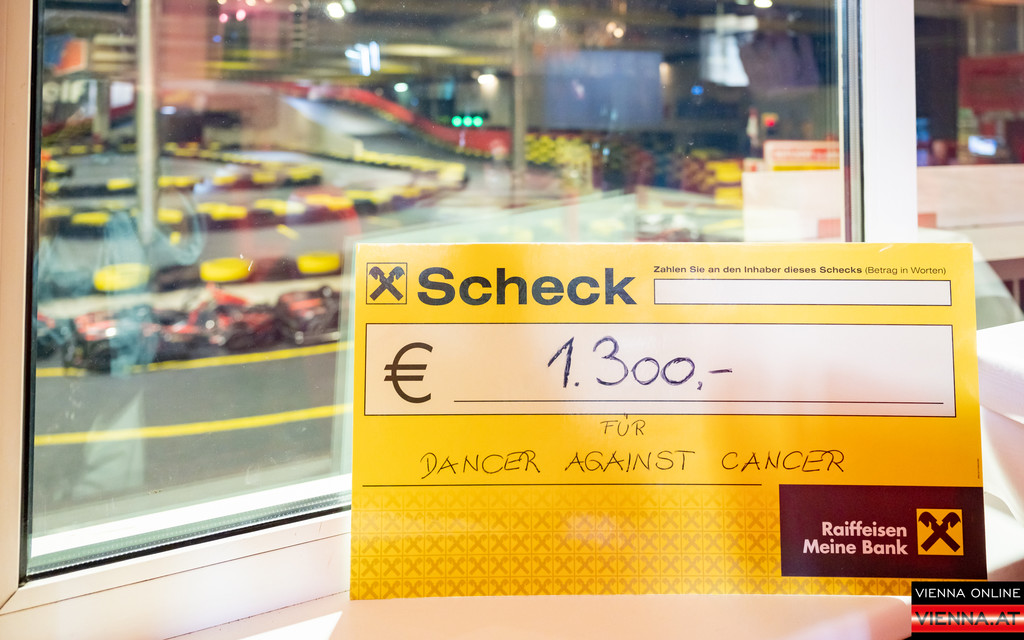 Scheck
Zahlen Sie an den Inhaber dieses Schecks (Betrag in Worten)
€ 1.300,-
FÜR
DANCER AGAINST CANCER
Raiffeisen
Meine Bank
VIENNA ONLINE
VIENNA.AT